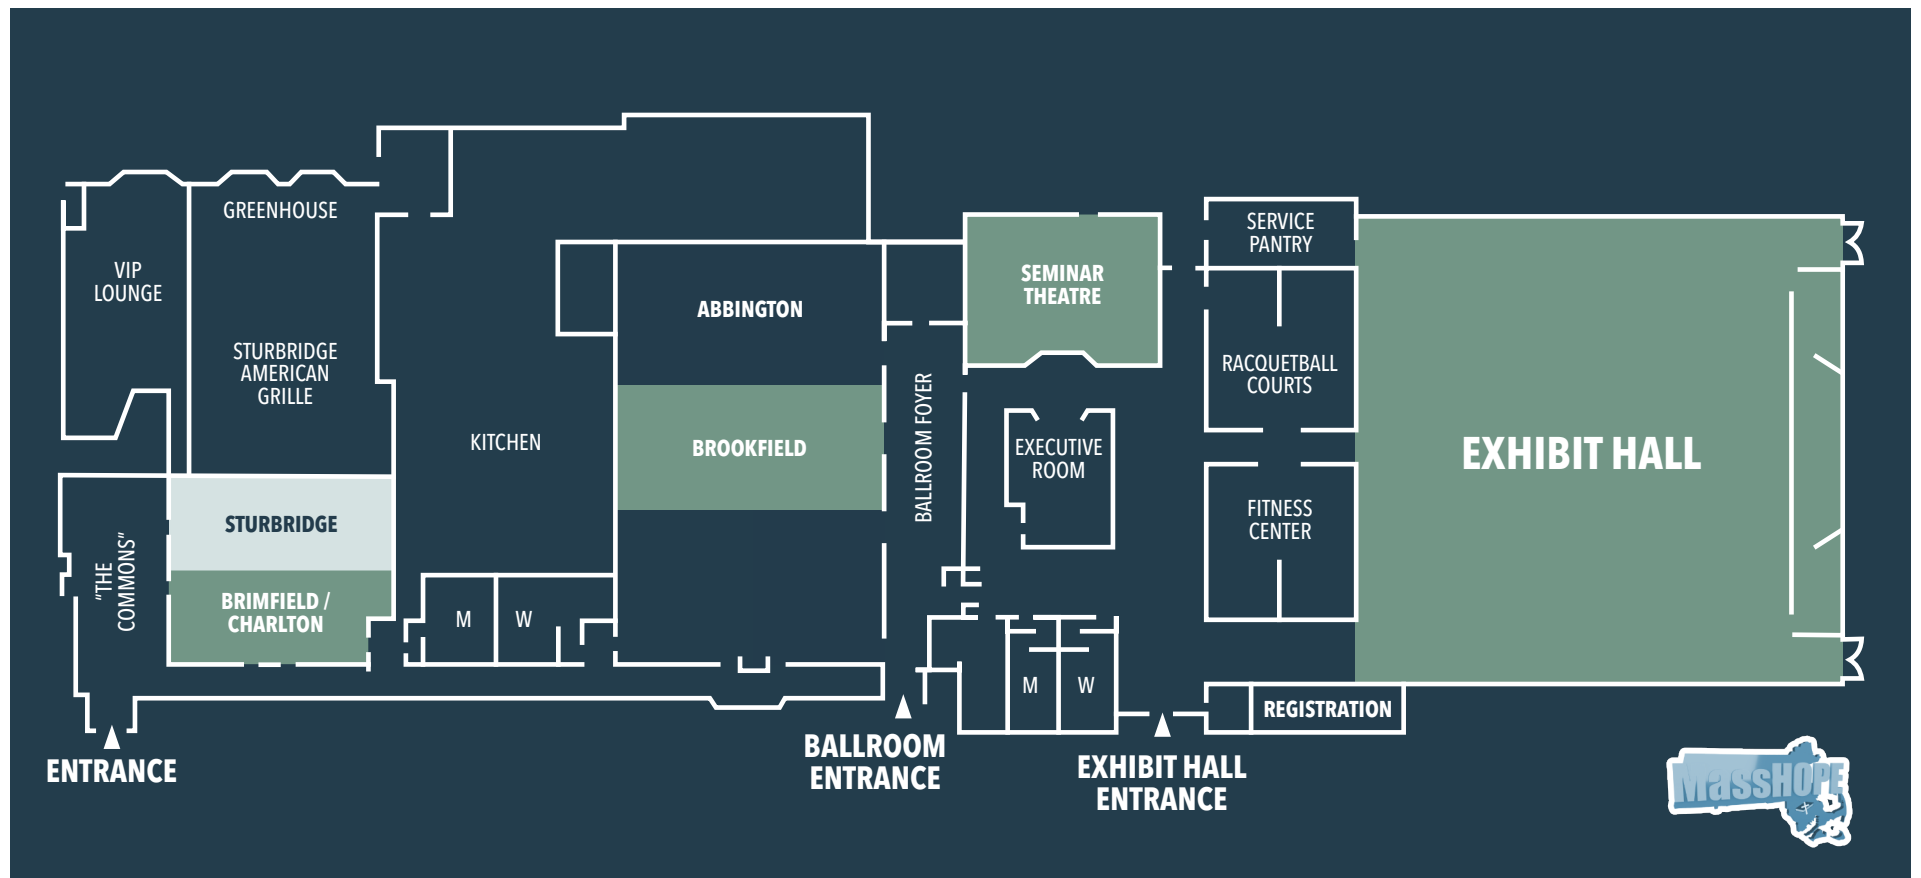 GREENHOUSE
VIP
LOUNGE
STURBRIDGE
AMERICAN
GRILLE
KITCHEN
ABBINGTON
BROOKFIELD
BALLROOM FOYER
SEMINAR
THEATRE
EXECUTIVE
ROOM
SERVICE
PANTRY
RACQUETBALL
COURTS
FITNESS
CENTER
EXHIBIT HALL
STURBRIDGE
BRIMFIELD /
CHARLTON
"THE
COMMONS"
M
W
M
W
REGISTRATION
ENTRANCE
BALLROOM
ENTRANCE
EXHIBIT HALL
ENTRANCE
MassHOPE